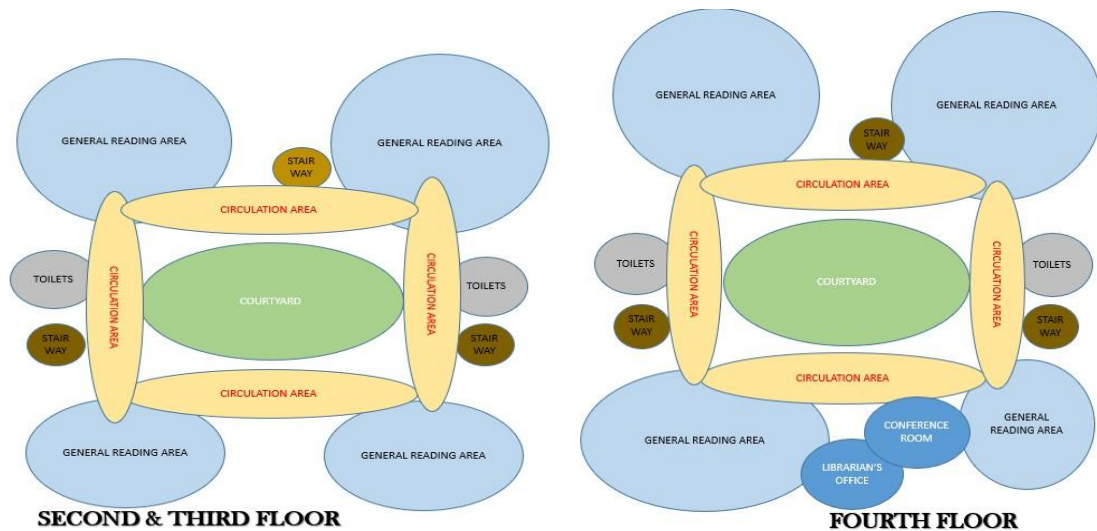 GENERAL READING AREA
GENERAL READING AREA
STAIR
WAY
CIRCULATION AREA
CIRCULATION AREA
CIRCULATION AREA
TOILETS
COURTYARD
TOILETS
STAIR
WAY
STAIR
WAY
CIRCULATION AREA
GENERAL READING AREA
GENERAL READING AREA
SECOND & THIRD FLOOR
GENERAL READING AREA
GENERAL READING AREA
STAIR
WAY
CIRCULATION AREA
CIRCULATION AREA
CIRCULATION AREA
TOILETS
COURTYARD
TOILETS
STAIR
WAY
STAIR
WAY
CIRCULATION AREA
GENERAL READING AREA
CONFERENCE
ROOM
GENERAL
READING AREA
LIBRARIAN'S
OFFICE
FOURTH FLOOR